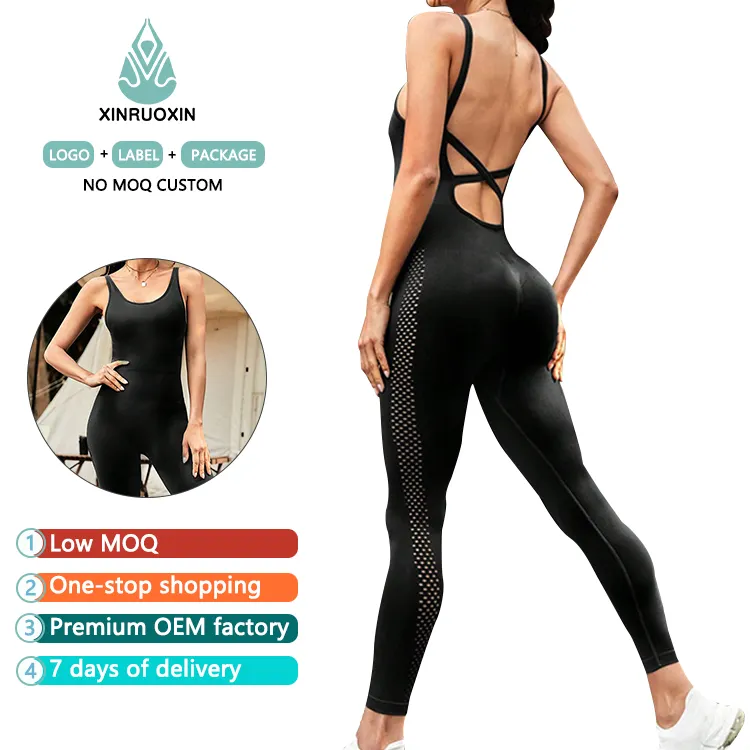 XINRUOXIN
LOGO + LABEL + PACKAGE
NO MOQ CUSTOM
1 Low MOQ
2 One-stop shopping
3 Premium OEM factory
4 7 days of delivery